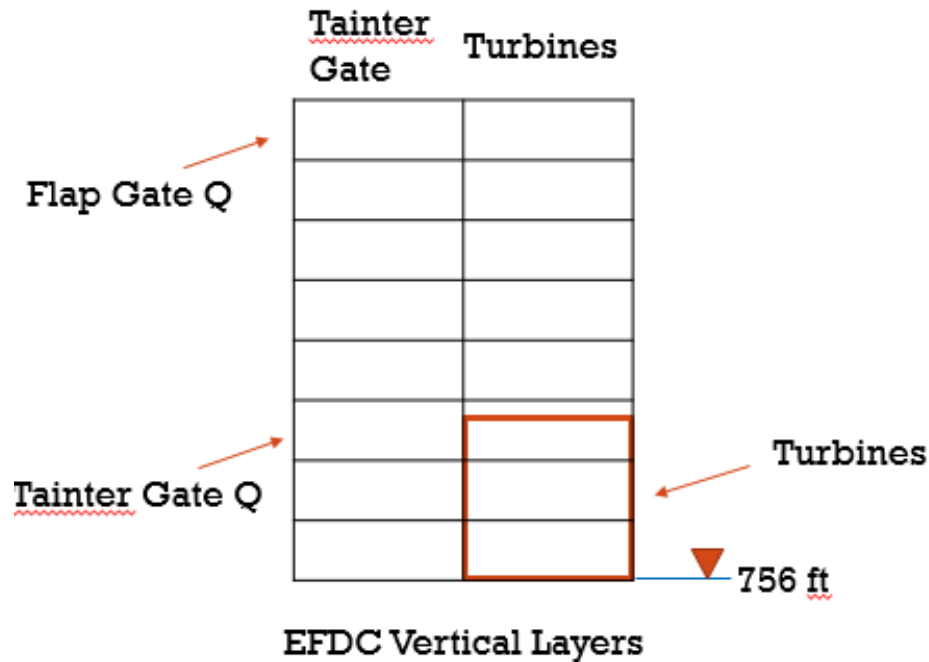 Tainter
Gate
Turbines
Flap Gate Q
Tainter Gate Q
Turbines
756 ft
EFDC Vertical Layers